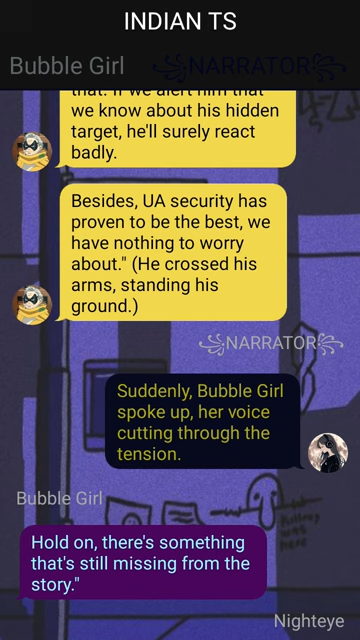 INDIAN TS
Bubble Girl
꧁NARRATOR꧂
that. If we alert him that
we know about his hidden
target, he'll surely react
badly.
Besides, UA security has
proven to be the best, we
have nothing to worry
about." (He crossed his
arms, standing his
ground.)
꧁NARRATOR꧂
Suddenly, Bubble Girl
spoke up, her voice
cutting through the
tension.
Bubble Girl
Hold on, there's something
that's still missing from the
story."
was
here
Nighteye